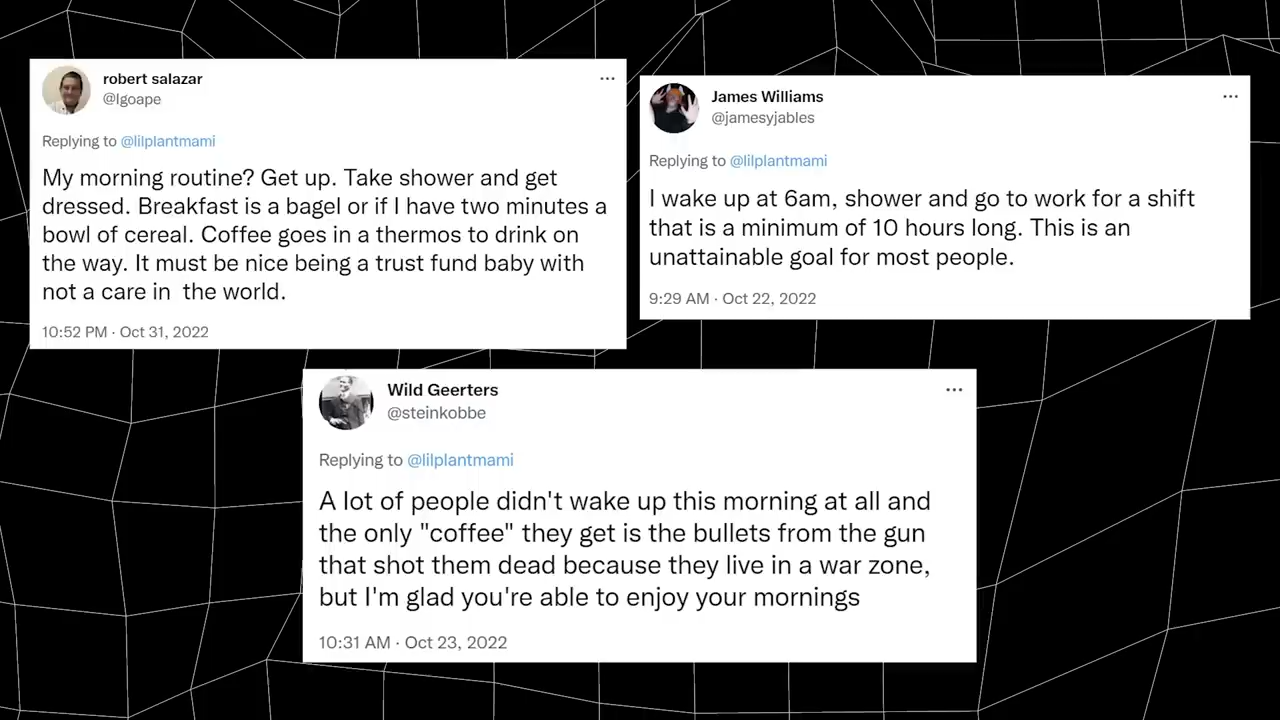 robert salazar
@lgoape
Replying to @lilplantmami
My morning routine? Get up. Take shower and get
dressed. Breakfast is a bagel or if I have two minutes a
bowl of cereal. Coffee goes in a thermos to drink on
the way. It must be nice being a trust fund baby with
not a care in  the world.
10:52 PM · Oct 31, 2022
James Williams
@jamesyjables
Replying to @lilplantmami
I wake up at 6am, shower and go to work for a shift
that is a minimum of 10 hours long. This is an
unattainable goal for most people.
9:29 AM · Oct 22, 2022
Wild Geerters
@steinkobbe
Replying to @lilplantmami
A lot of people didn't wake up this morning at all and
the only "coffee" they get is the bullets from the gun
that shot them dead because they live in a war zone,
but I'm glad you're able to enjoy your mornings
10:31 AM · Oct 23, 2022